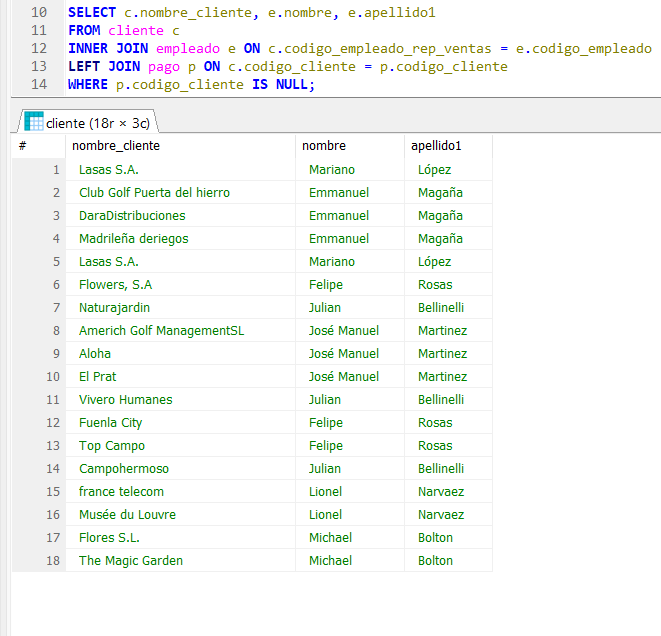 10 SELECT c.nombre_cliente, e.nombre, e.apellido1
11 FROM cliente c
12 INNER JOIN empleado e ON c.codigo_empleado_rep_ventas = e.codigo_empleado
13 LEFT JOIN pago p ON c.codigo_cliente = p.codigo_cliente
14 WHERE p.codigo_cliente IS NULL;
cliente (18r × 3c)
# nombre_cliente nombre apellido1
1 Lasas S.A. Mariano López
2 Club Golf Puerta del hierro Emmanuel Magaña
3 DaraDistribuciones Emmanuel Magaña
4 Madrileña deriegos Emmanuel Magaña
5 Lasas S.A. Mariano López
6 Flowers, S.A Felipe Rosas
7 Naturajardin Julian Bellinelli
8 Americh Golf ManagementSL José Manuel Martinez
9 Aloha José Manuel Martinez
10 El Prat José Manuel Martinez
11 Vivero Humanes Julian Bellinelli
12 Fuenla City Felipe Rosas
13 Top Campo Felipe Rosas
14 Campohermoso Julian Bellinelli
15 france telecom Lionel Narvaez
16 Musée du Louvre Lionel Narvaez
17 Flores S.L. Michael Bolton
18 The Magic Garden Michael Bolton